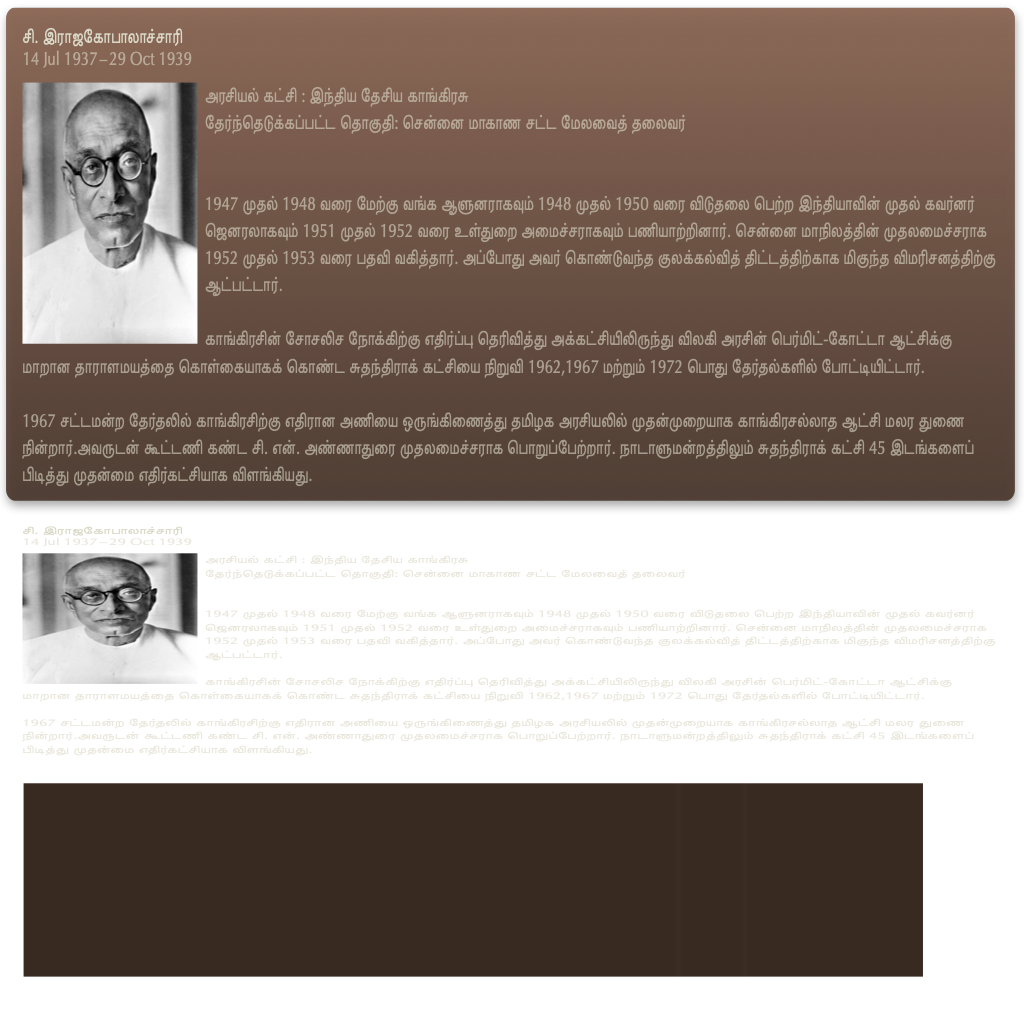 சி. இராஜகோபாலாச்சாரி
14 Jul 1937–29 Oct 1939
அரசியல் கட்சி : இந்திய தேசிய காங்கிரசு
தேர்ந்தெடுக்கப்பட்ட தொகுதி: சென்னை மாகாண சட்ட மேலவைத் தலைவர்
1947 முதல் 1948 வரை மேற்கு வங்க ஆளுனராகவும் 1948 முதல் 1950 வரை விடுதலை பெற்ற இந்தியாவின் முதல் கவர்னர்
ஜெனரலாகவும் 1951 முதல் 1952 வரை உள்துறை அமைச்சராகவும் பணியாற்றினார். சென்னை மாநிலத்தின் முதலமைச்சராக
1952 முதல் 1953 வரை பதவி வகித்தார். அப்போது அவர் கொண்டுவந்த குலக்கல்வித் திட்டத்திற்காக மிகுந்த விமரிசனத்திற்கு
ஆட்பட்டார்.
காங்கிரசின் சோசலிச நோக்கிற்கு எதிர்ப்பு தெரிவித்து அக்கட்சியிலிருந்து விலகி அரசின் பெர்மிட்-கோட்டா ஆட்சிக்கு
மாறான தாராளமயத்தை கொள்கையாகக் கொண்ட சுதந்திராக் கட்சியை நிறுவி 1962,1967 மற்றும் 1972 பொது தேர்தல்களில் போட்டியிட்டார்.
1967 சட்டமன்ற தேர்தலில் காங்கிரசிற்கு எதிரான அணியை ஒருங்கிணைத்து தமிழக அரசியலில் முதன்முறையாக காங்கிரசல்லாத ஆட்சி மலர துணை
நின்றார்.அவருடன் கூட்டணி கண்ட சி. என். அண்ணாதுரை முதலமைச்சராக பொறுப்பேற்றார். நாடாளுமன்றத்திலும் சுதந்திராக் கட்சி 45 இடங்களைப்
பிடித்து முதன்மை எதிர்கட்சியாக விளங்கியது.
சி. இராஜகோபாலாச்சாரி
14 Jul 1937–29 Oct 1939
அரசியல் கட்சி : இந்திய தேசிய காங்கிரசு
தேர்ந்தெடுக்கப்பட்ட தொகுதி: சென்னை மாகாண சட்ட மேலவைத் தலைவர்
1947 முதல் 1948 வரை மேற்கு வங்க ஆளுனராகவும் 1948 முதல் 1950 வரை விடுதலை பெற்ற இந்தியாவின் முதல் கவர்னர்
ஜெனரலாகவும் 1951 முதல் 1952 வரை உள்துறை அமைச்சராகவும் பணியாற்றினார். சென்னை மாநிலத்தின் முதலமைச்சராக
1952 முதல் 1953 வரை பதவி வகித்தார். அப்போது அவர் கொண்டுவந்த குலக்கல்வித் திட்டத்திற்காக மிகுந்த விமரிசனத்திற்கு
ஆட்பட்டார்.
காங்கிரசின் சோசலிச நோக்கிற்கு எதிர்ப்பு தெரிவித்து அக்கட்சியிலிருந்து விலகி அரசின் பெர்மிட்-கோட்டா ஆட்சிக்கு
மாறான தாராளமயத்தை கொள்கையாகக் கொண்ட சுதந்திராக் கட்சியை நிறுவி 1962,1967 மற்றும் 1972 பொது தேர்தல்களில் போட்டியிட்டார்.
1967 சட்டமன்ற தேர்தலில் காங்கிரசிற்கு எதிரான அணியை ஒருங்கிணைத்து தமிழக அரசியலில் முதன்முறையாக காங்கிரசல்லாத ஆட்சி மலர துணை
நின்றார்.அவருடன் கூட்டணி கண்ட சி. என். அண்ணாதுரை முதலமைச்சராக பொறுப்பேற்றார். நாடாளுமன்றத்திலும் சுதந்திராக் கட்சி 45 இடங்களைப்
பிடித்து முதன்மை எதிர்கட்சியாக விளங்கியது.